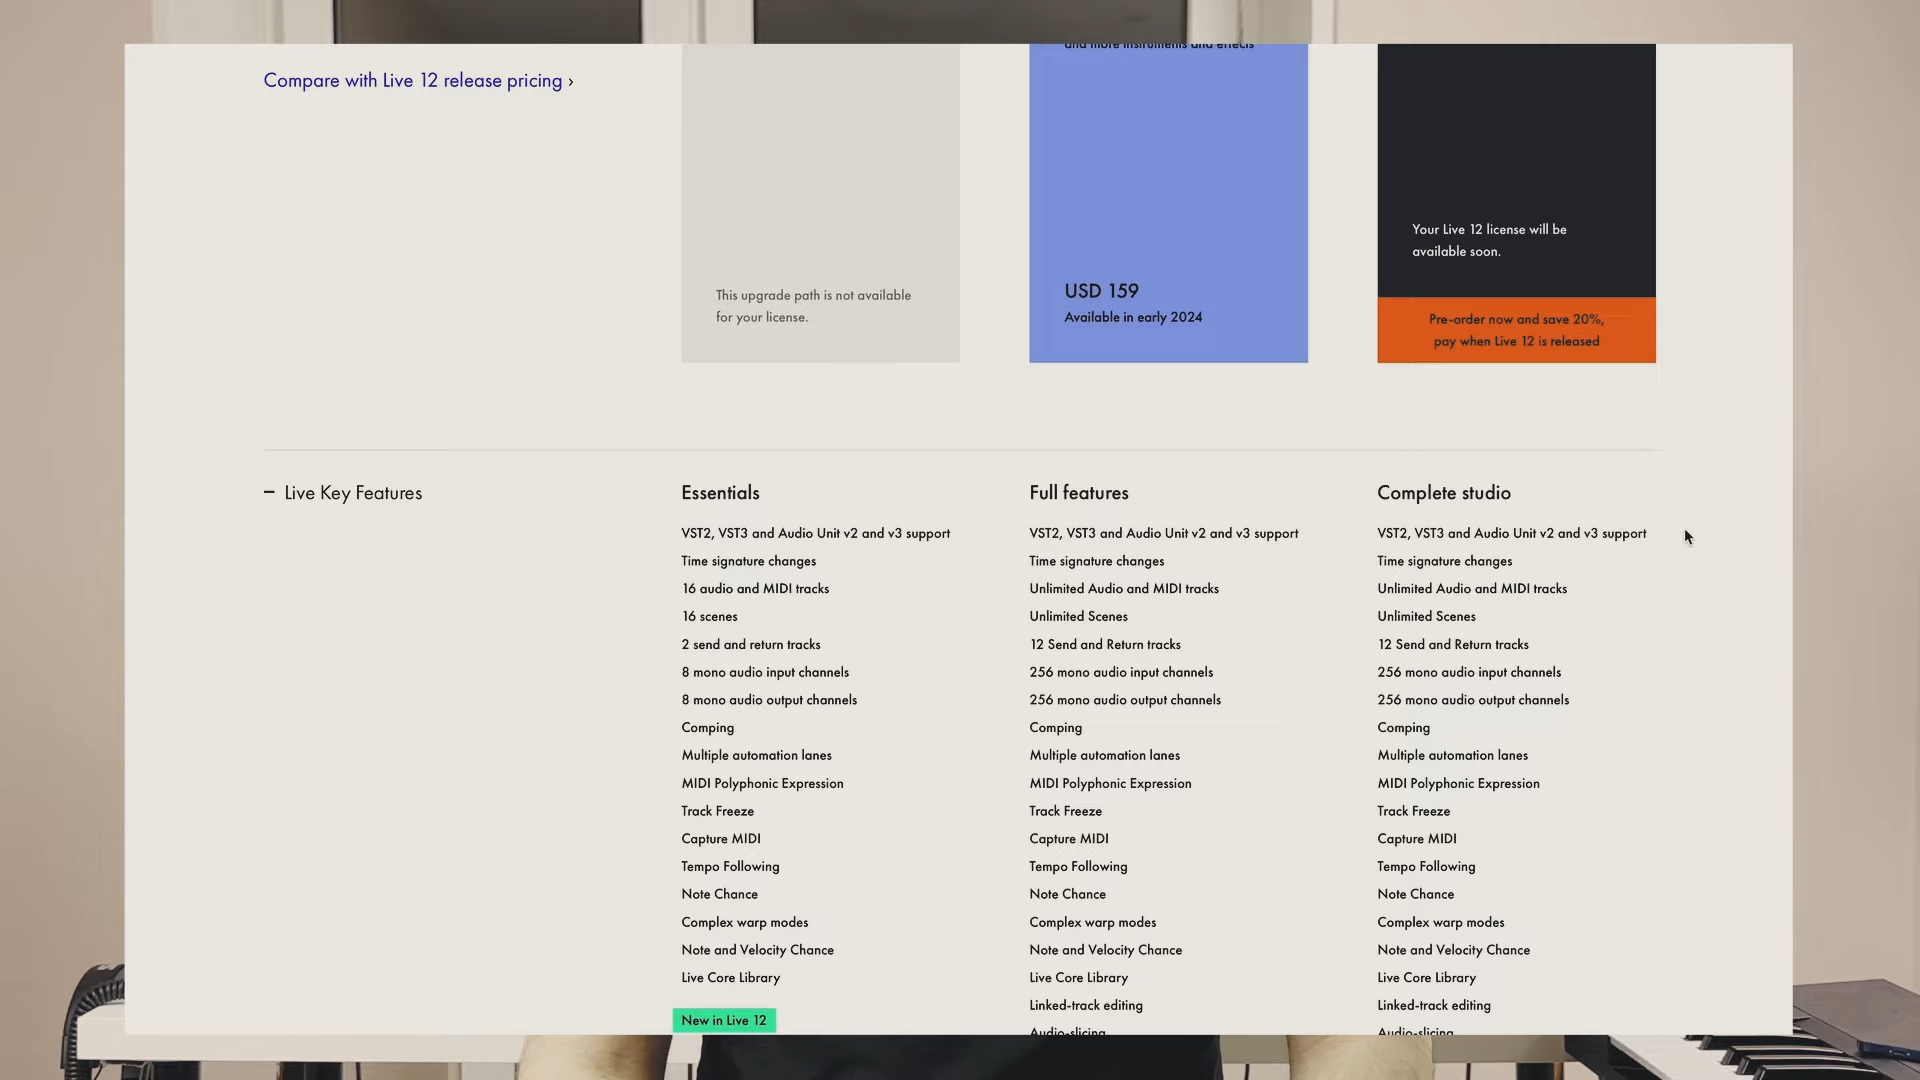 and more instruments and effects
Compare with Live 12 release pricing ›
This upgrade path is not available
for your license.
USD 159
Available in early 2024
Your Live 12 license will be
available soon.
Pre-order now and save 20%,
pay when Live 12 is released
– Live Key Features
Essentials
VST2, VST3 and Audio Unit v2 and v3 support
Time signature changes
16 audio and MIDI tracks
16 scenes
2 send and return tracks
8 mono audio input channels
8 mono audio output channels
Comping
Multiple automation lanes
MIDI Polyphonic Expression
Track Freeze
Capture MIDI
Tempo Following
Note Chance
Complex warp modes
Note and Velocity Chance
Live Core Library
New in Live 12
Full features
VST2, VST3 and Audio Unit v2 and v3 support
Time signature changes
Unlimited Audio and MIDI tracks
Unlimited Scenes
12 Send and Return tracks
256 mono audio input channels
256 mono audio output channels
Comping
Multiple automation lanes
MIDI Polyphonic Expression
Track Freeze
Capture MIDI
Tempo Following
Note Chance
Complex warp modes
Note and Velocity Chance
Live Core Library
Linked-track editing
Audio-slicing
Complete studio
VST2, VST3 and Audio Unit v2 and v3 support
Time signature changes
Unlimited Audio and MIDI tracks
Unlimited Scenes
12 Send and Return tracks
256 mono audio input channels
256 mono audio output channels
Comping
Multiple automation lanes
MIDI Polyphonic Expression
Track Freeze
Capture MIDI
Tempo Following
Note Chance
Complex warp modes
Note and Velocity Chance
Live Core Library
Linked-track editing
Audio-slicing